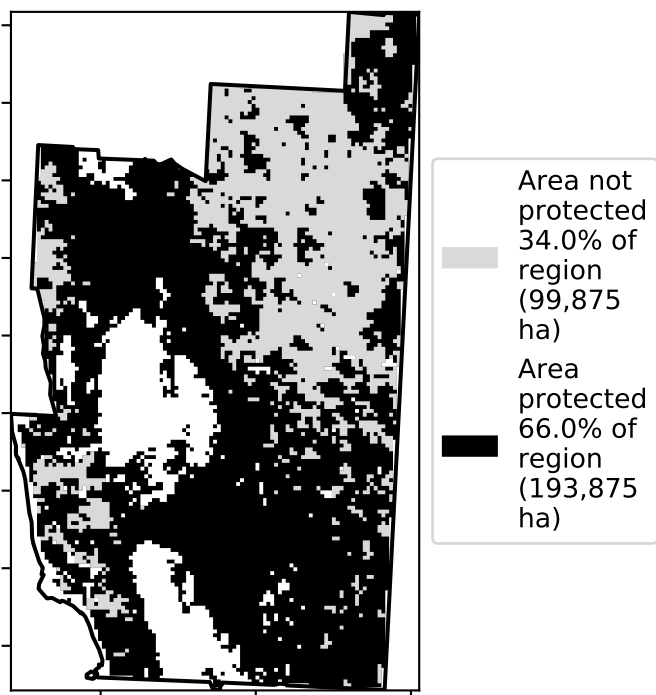 Area not
protected
34.0% of
region
(99,875
ha)
Area
protected
66.0% of
region
(193,875
ha)